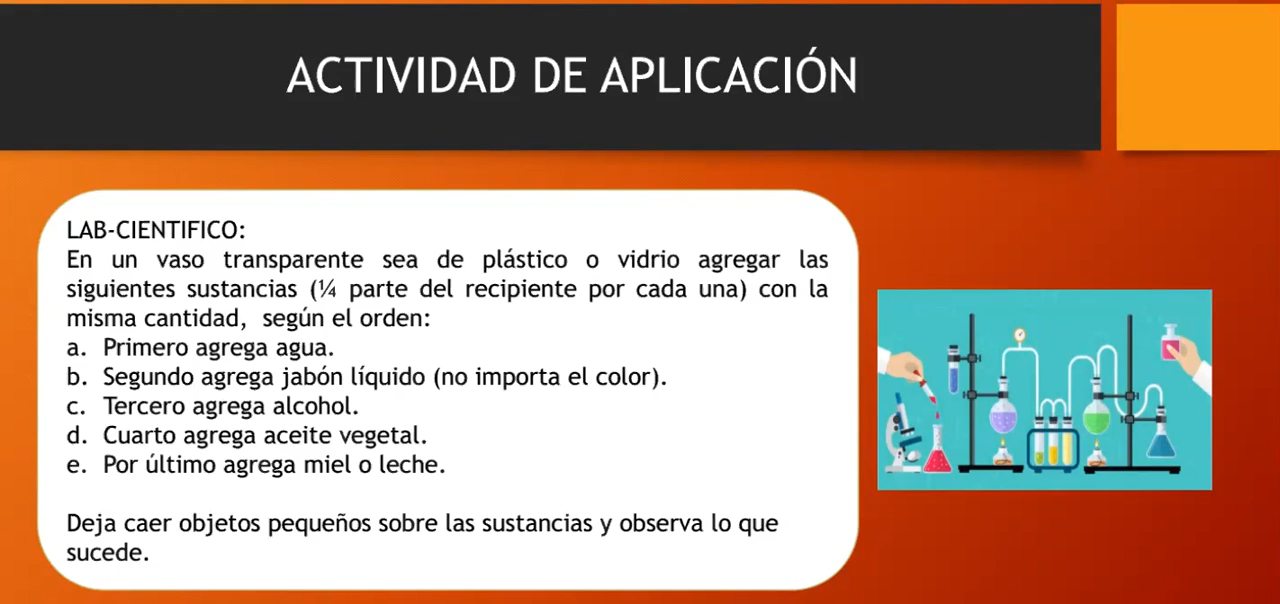 ACTIVIDAD DE APLICACIÓN
LAB-CIENTIFICO:
En un vaso transparente sea de plástico o vidrio agregar las
siguientes sustancias (¼ parte del recipiente por cada una) con la
misma cantidad, según el orden:
a. Primero agrega agua.
b. Segundo agrega jabón líquido (no importa el color).
c. Tercero agrega alcohol.
d. Cuarto agrega aceite vegetal.
e. Por último agrega miel o leche.
Deja caer objetos pequeños sobre las sustancias y observa lo que
sucede.